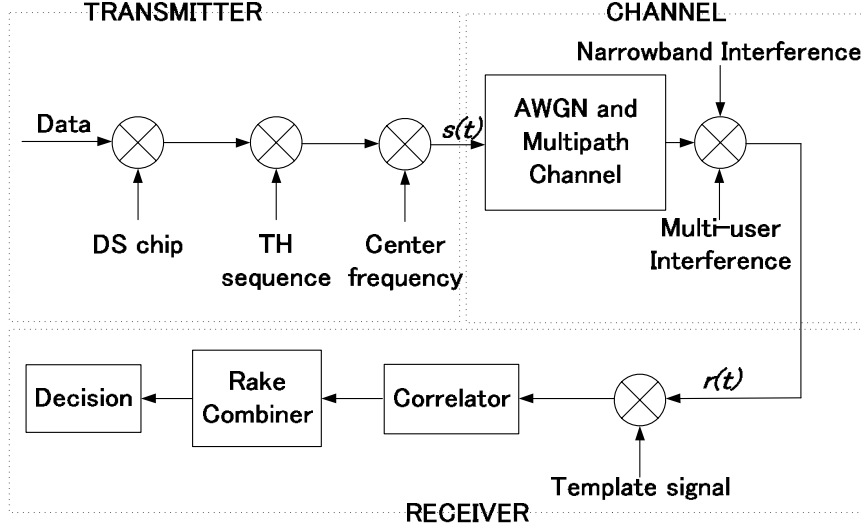 TRANSMITTER
CHANNEL
Narrowband Interference
Data
s(t)
AWGN and
Multipath
Channel
DS chip
TH
sequence
Center
frequency
Multi-user
Interference
Decision
Rake
Combiner
Correlator
r(t)
Template signal
RECEIVER